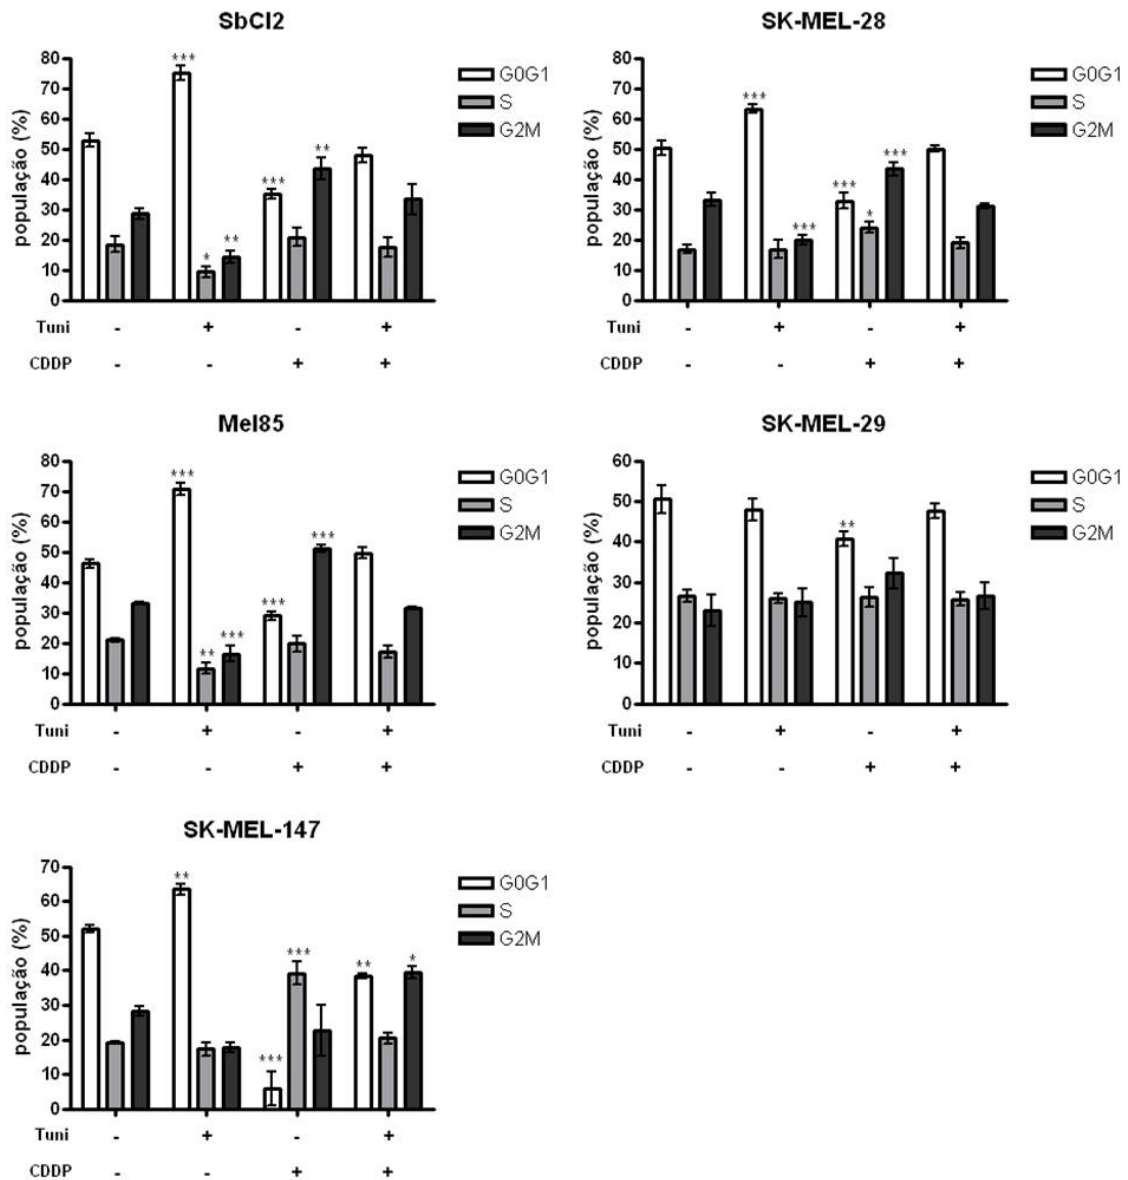 SbCl2
população (%)
80
70
60
50
40
30
20
10
0
***
*
**
***
**
G0G1
S
G2M
Tuni - + - +
CDDP - - + +
SK-MEL-28
população (%)
80
70
60
50
40
30
20
10
0
***
***
***
*
***
G0G1
S
G2M
Tuni - + - +
CDDP - - + +
Mel85
população (%)
80
70
60
50
40
30
20
10
0
***
**
***
***
***
G0G1
S
G2M
Tuni - + - +
CDDP - - + +
SK-MEL-29
população (%)
60
50
40
30
20
10
0
**
G0G1
S
G2M
Tuni - + - +
CDDP - - + +
SK-MEL-147
população (%)
70
60
50
40
30
20
10
0
**
***
***
**
*
G0G1
S
G2M
Tuni - + - +
CDDP - - + +